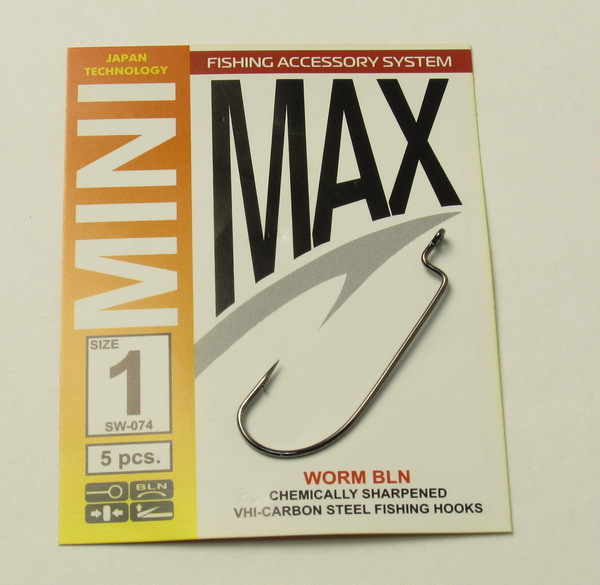 JAPAN
TECHNOLOGY
MINI
FISHING ACCESSORY SYSTEM
MAX
SIZE
1
SW-074
5 pcs.
BLN
WORM BLN
CHEMICALLY SHARPENED
VHI-CARBON STEEL FISHING HOOKS